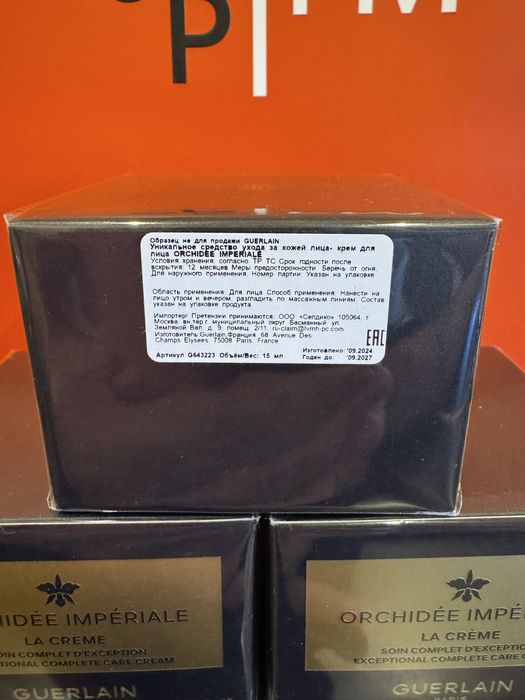 Образец не для продажи GUERLAIN
Уникальное средство ухода за кожей лица- крем для
лица ORCHIDÉE IMPÉRIALE
Условия хранения: согласно ТР ТС Срок годности после
вскрытия: 12 месяцев Меры предосторожности: Беречь от огня
Для наружного применения. Номер партии: Указан на упаковке
Область применения: Для лица Способ применения: Нанести на
лицо утром и вечером, разгладить по массажным линиям. Состав
указан на упаковке продукта.
Импортер/ Претензии принимаются: ООО «Селдико» 105064, г
Москва, вн.тер.г. муниципальный округ Басманный, ул.
Земляной Вал, д. 9, помещ. 2/11. ru-claim@lvmh-pc.com
Изготовитель:Guerlain,Франция, 68 Avenue Des
Champs Elysees, 75008 Paris, France
EAC
Изготовлено: '09.2024
Артикул G643223 Объём/Вес: 15 мл
Годен до: '09.2027
HIDÉE IMPÉRIALE
LA CRÈME
OIN COMPLET D'EXCEPTION
TIONAL COMPLETE CARE CREAM
GUERLAIN
ORCHIDÉE IMPÉ
LA CRÈME
SOIN COMPLET D'EXCEPTIO
EXCEPTIONAL COMPLETE CARE C
GUERLAIN